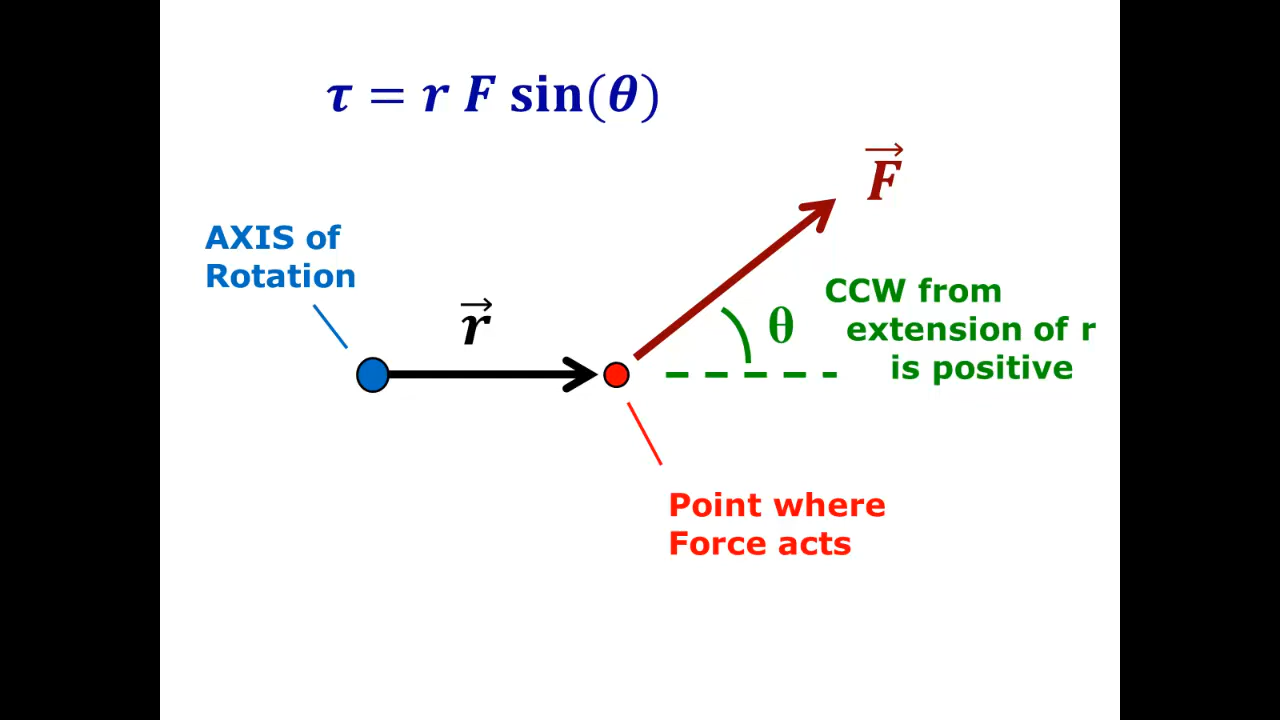 τ = r F sin(θ)
F⃗
AXIS of
Rotation
r⃗
θ
CCW from
extension of r
is positive
Point where
Force acts